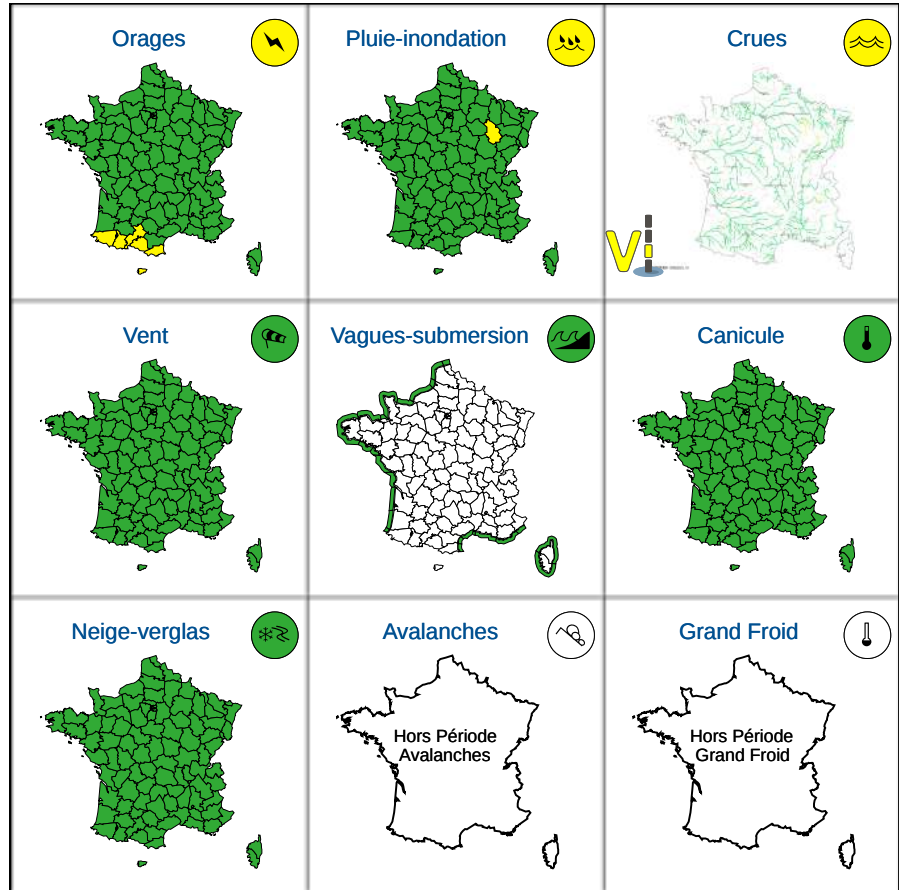 Orages
Pluie-inondation
Crues
Vi
Vent
Vagues-submersion
Canicule
Neige-verglas
Avalanches
Grand Froid
Hors Période
Avalanches
Hors Période
Grand Froid